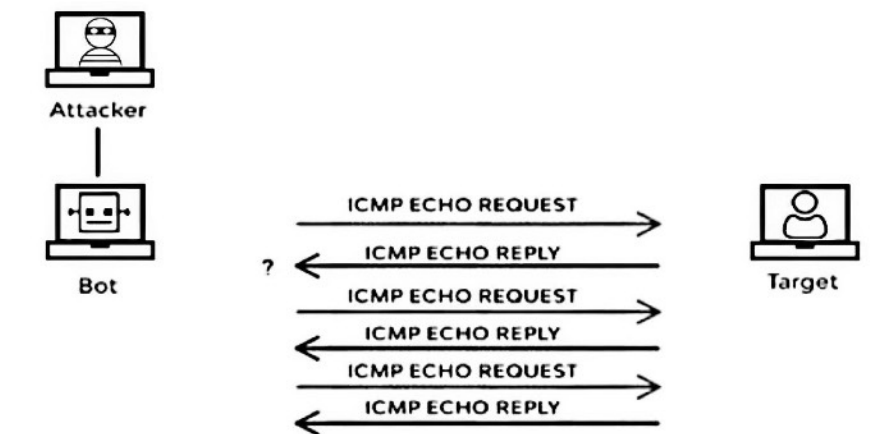 Attacker
Bot
ICMP ECHO REQUEST
ICMP ECHO REPLY
?
ICMP ECHO REQUEST
ICMP ECHO REPLY
ICMP ECHO REQUEST
ICMP ECHO REPLY
Target